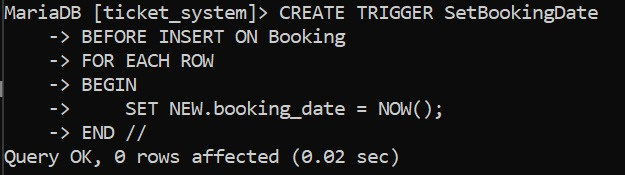 MariaDB [ticket_system]> CREATE TRIGGER SetBookingDate
    -> BEFORE INSERT ON Booking
    -> FOR EACH ROW
    -> BEGIN
    ->     SET NEW.booking_date = NOW();
    -> END //
Query OK, 0 rows affected (0.02 sec)